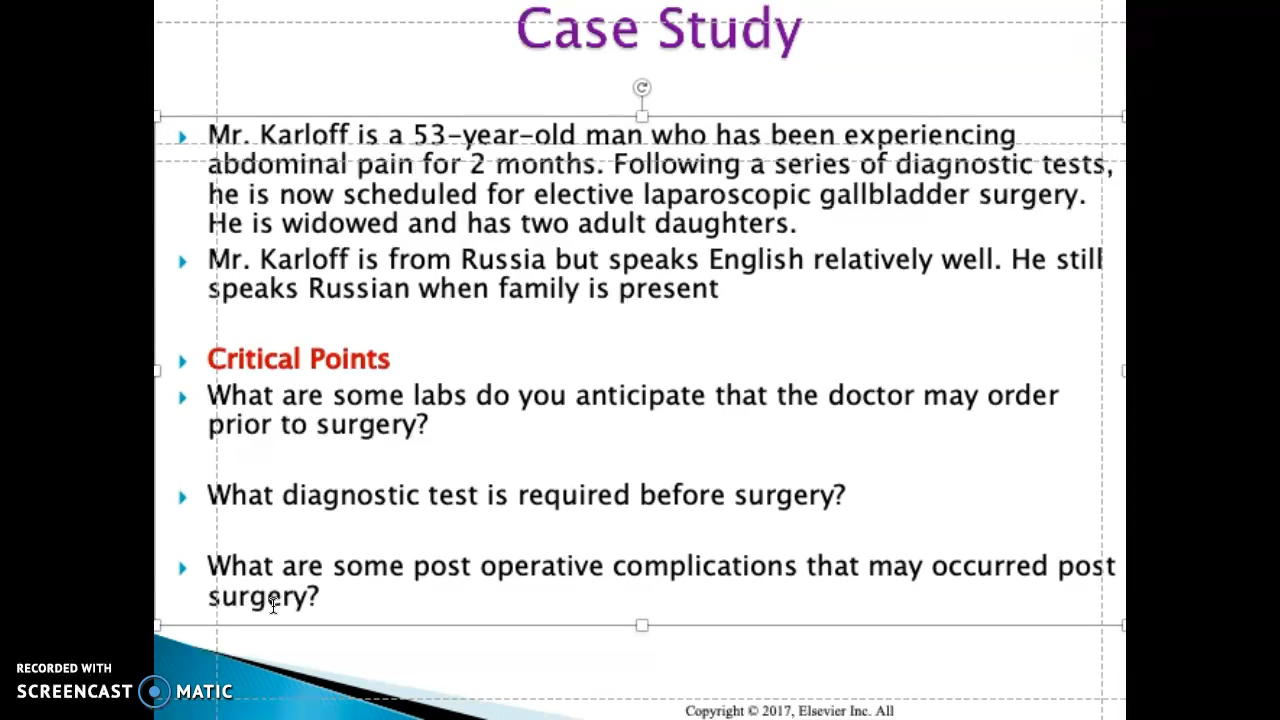 Case Study
Mr. Karloff is a 53-year-old man who has been experiencing
abdominal pain for 2 months. Following a series of diagnostic tests,
he is now scheduled for elective laparoscopic gallbladder surgery.
He is widowed and has two adult daughters.
Mr. Karloff is from Russia but speaks English relatively well. He still
speaks Russian when family is present
Critical Points
What are some labs do you anticipate that the doctor may order
prior to surgery?
What diagnostic test is required before surgery?
What are some post operative complications that may occurred post
surgery?
RECORDED WITH
SCREENCAST MATIC
Copyright © 2017, Elsevier Inc. All